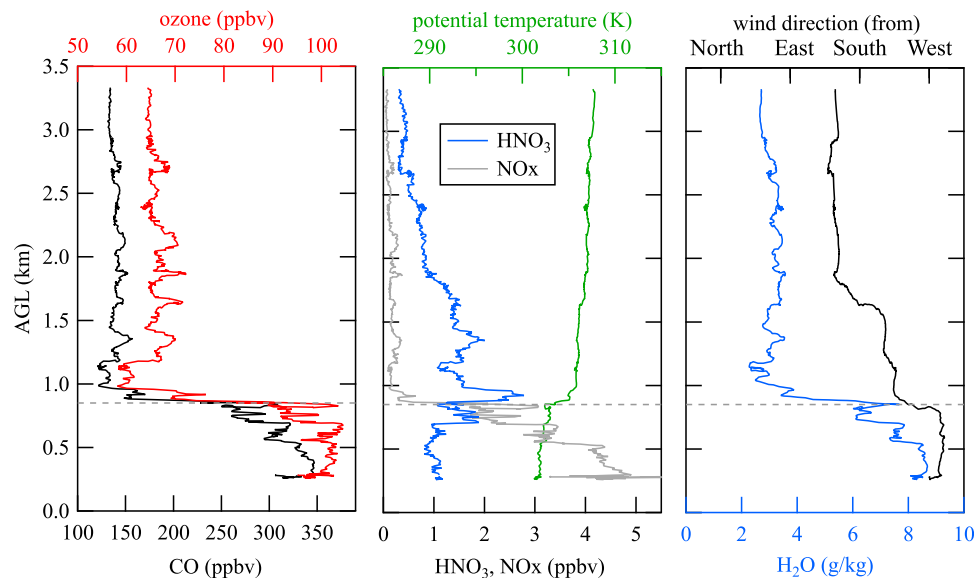 ozone (ppbv)
50 60 70 80 90 100
potential temperature (K)
290 300 310
wind direction (from)
North East South West
AGL (km)
3.5
3.0
2.5
2.0
1.5
1.0
0.5
0.0
HNO3
NOx
100 150 200 250 300 350
CO (ppbv)
0 1 2 3 4 5
HNO3, NOx (ppbv)
0 2 4 6 8 10
H2O (g/kg)